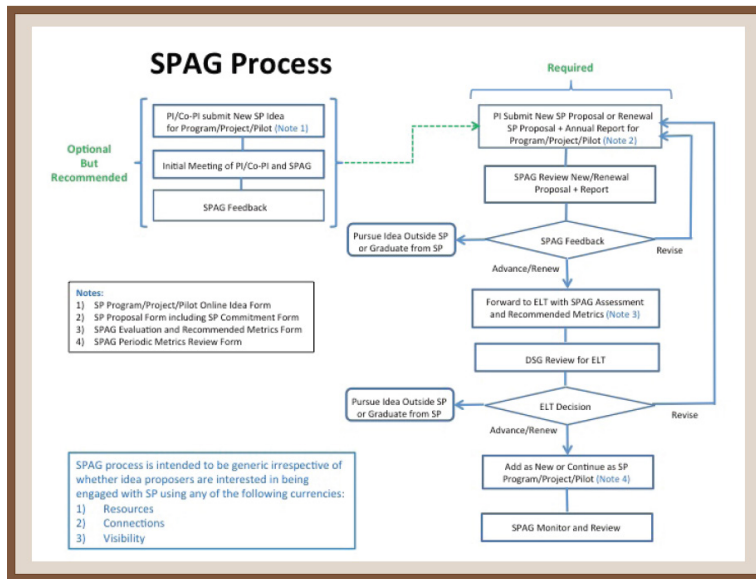 SPAG Process
Optional
But
Recommended
PI/Co-PI submit New SP Idea
for Program/Project/Pilot (Note 1)
Initial Meeting of PI/Co-PI and SPAG
SPAG Feedback
Required
PI Submit New SP Proposal or Renewal
SP Proposal + Annual Report for
Program/Project/Pilot (Note 2)
SPAG Review New/Renewal
Proposal + Report
Pursue Idea Outside SP
or Graduate from SP
SPAG Feedback
Revise
Advance/Renew
Forward to ELT with SPAG Assessment
and Recommended Metrics (Note 3)
DSG Review for ELT
Pursue Idea Outside SP
or Graduate from SP
ELT Decision
Revise
Advance/Renew
Add as New or Continue as SP
Program/Project/Pilot (Note 4)
SPAG Monitor and Review
Notes:
1) SP Program/Project/Pilot Online Idea Form
2) SP Proposal Form including SP Commitment Form
3) SPAG Evaluation and Recommended Metrics Form
4) SPAG Periodic Metrics Review Form
SPAG process is intended to be generic irrespective of
whether idea proposers are interested in being
engaged with SP using any of the following currencies:
1) Resources
2) Connections
3) Visibility